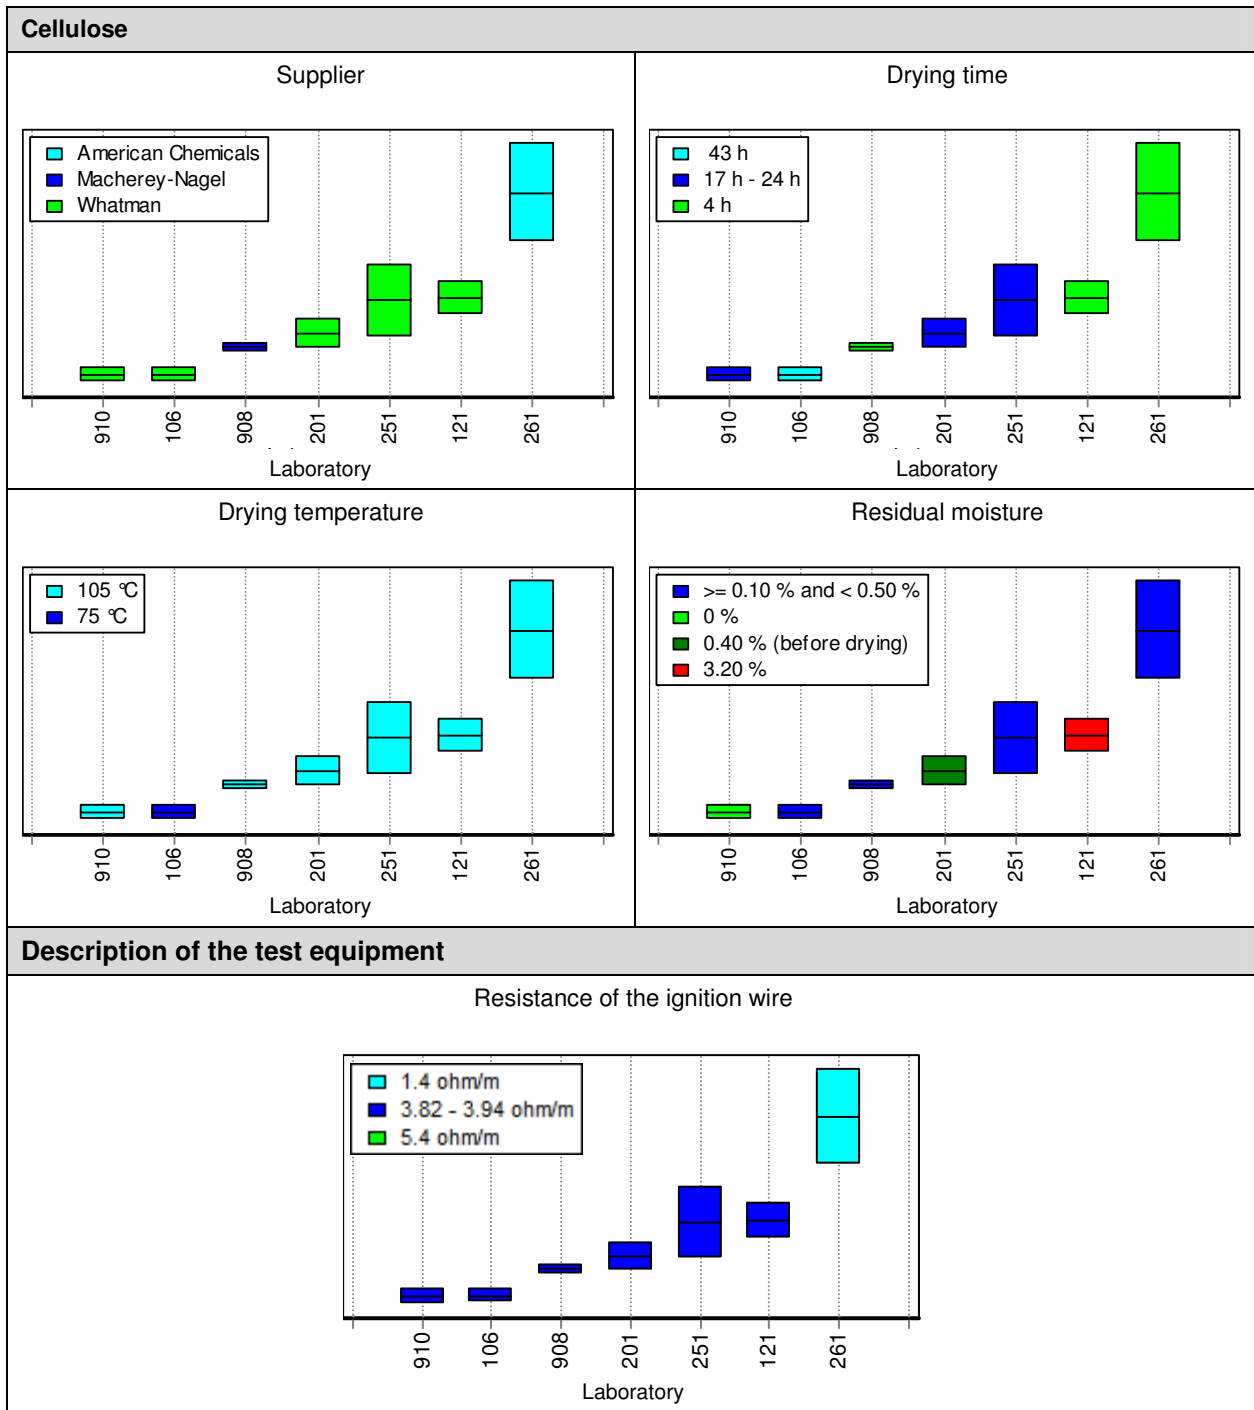 Cellulose
Supplier
American Chemicals
Macherey-Nagel
Whatman
910 106 908 201 251 121 261
Laboratory
Drying time
43 h
17 h - 24 h
4 h
910 106 908 201 251 121 261
Laboratory
Drying temperature
105 °C
75 °C
910 106 908 201 251 121 261
Laboratory
Residual moisture
>= 0.10 % and < 0.50 %
0 %
0.40 % (before drying)
3.20 %
910 106 908 201 251 121 261
Laboratory
Description of the test equipment
Resistance of the ignition wire
1.4 ohm/m
3.82 - 3.94 ohm/m
5.4 ohm/m
910 106 908 201 251 121 261
Laboratory